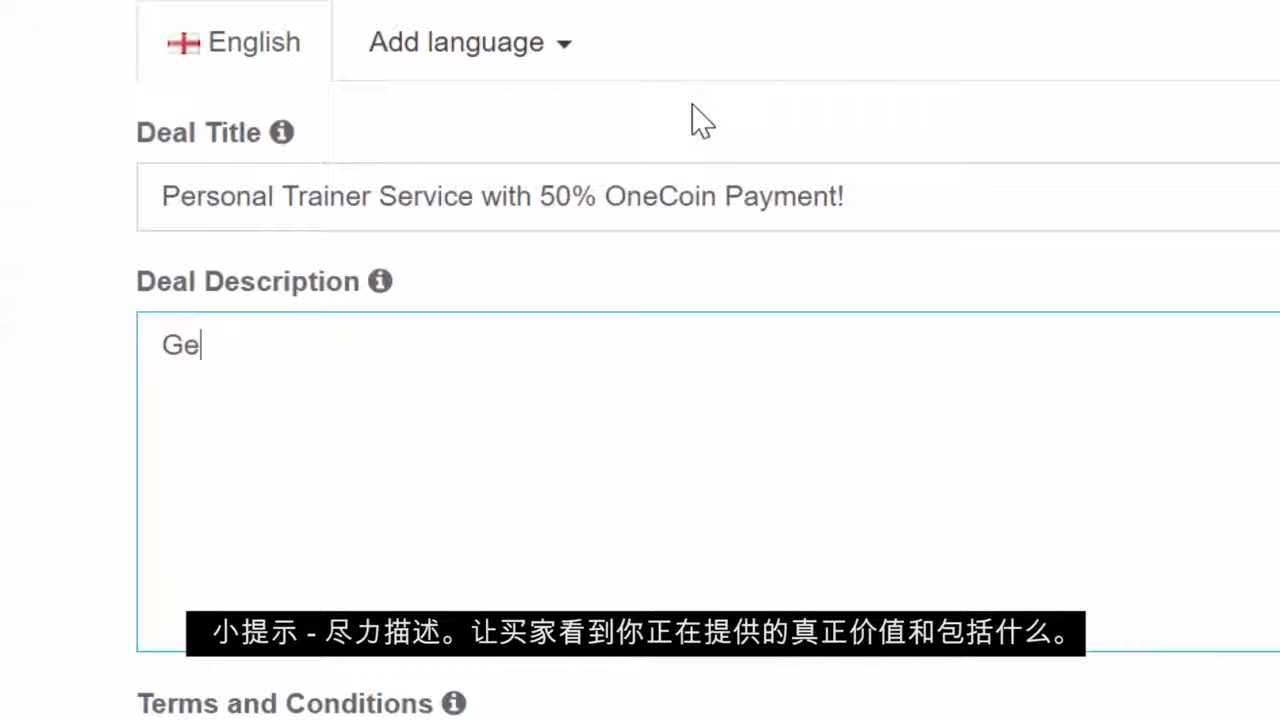 English
Add language
Deal Title
Personal Trainer Service with 50% OneCoin Payment!
Deal Description
Ge
小提示 - 尽力描述。让买家看到你正在提供的真正价值和包括什么。
Terms and Conditions